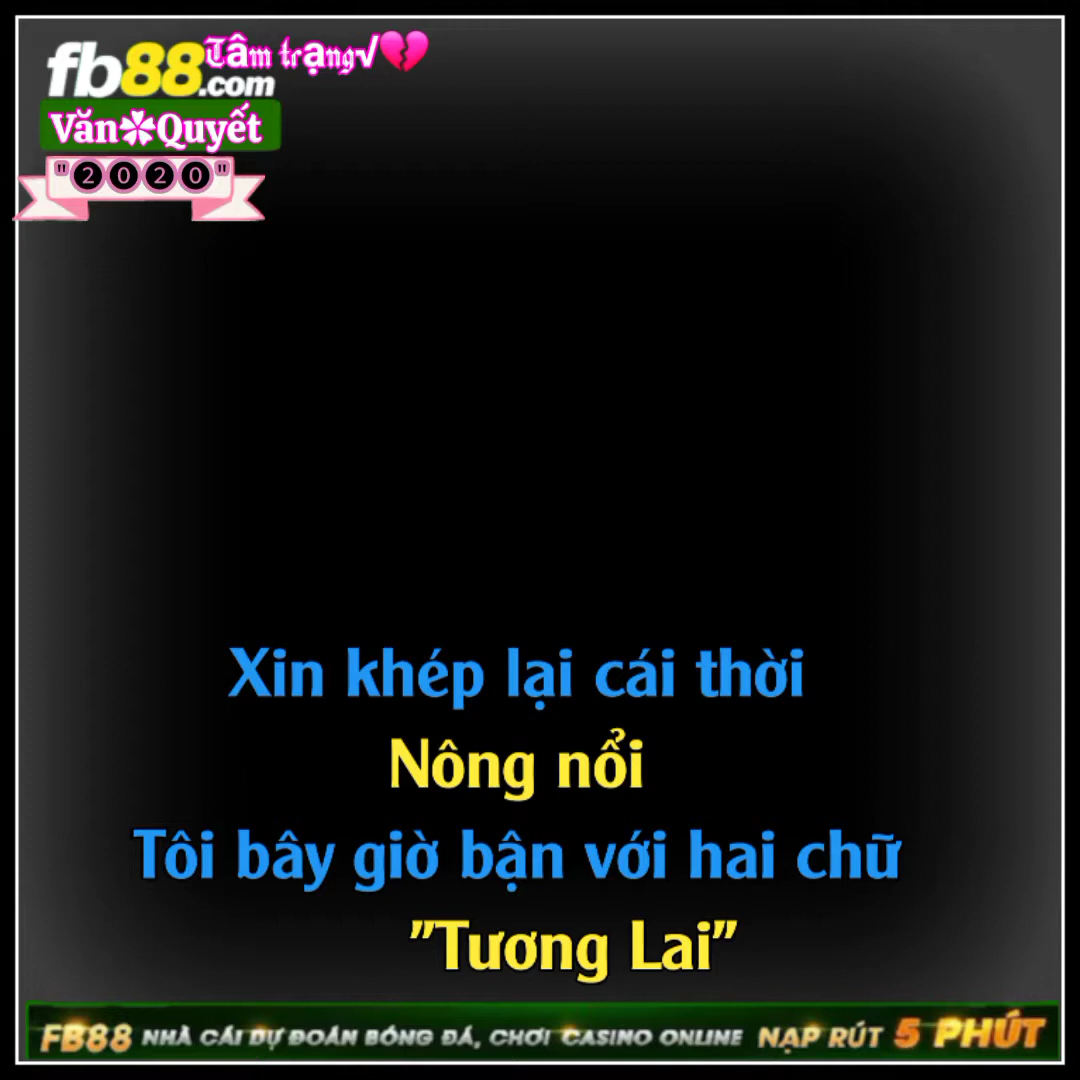 fb88.com
Tâm trạng√💔
Văn✿Quyết
"2020"
Xin khép lại cái thời
Nông nổi
Tôi bây giờ bận với hai chữ
"Tương Lai"
FB88 NHÀ CÁI DỰ ĐOÁN BÓNG ĐÁ, CHƠI CASINO ONLINE NẠP RÚT 5 PHÚT